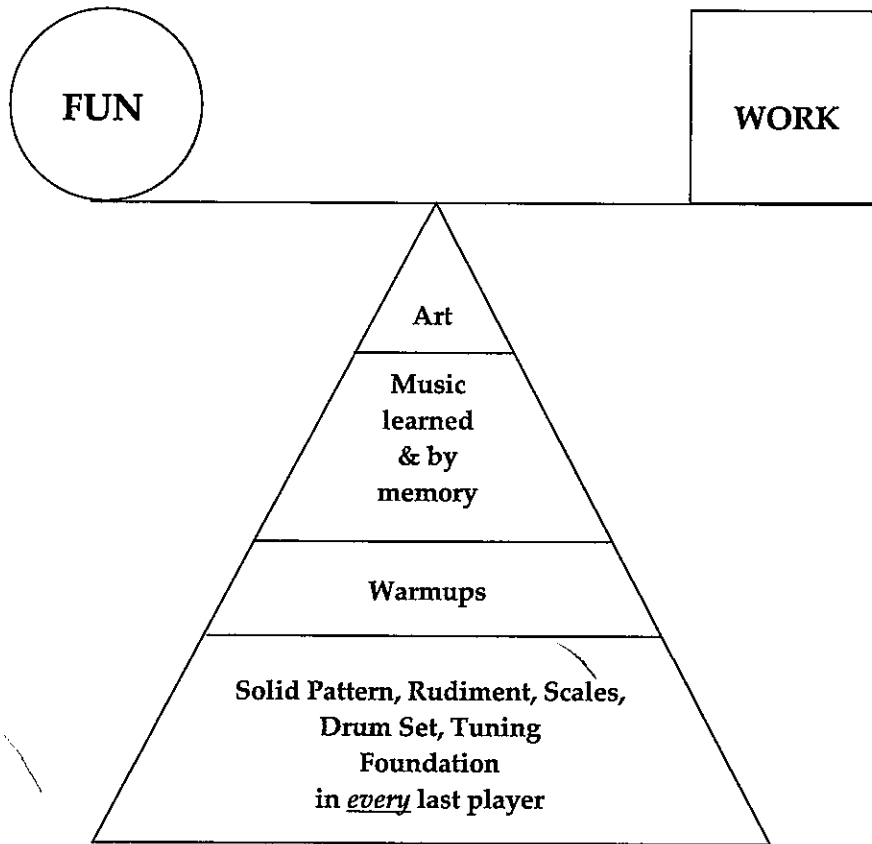 FUN
WORK
Art
Music
learned
& by
memory
Warmups
Solid Pattern, Rudiment, Scales,
Drum Set, Tuning
Foundation
in every last player